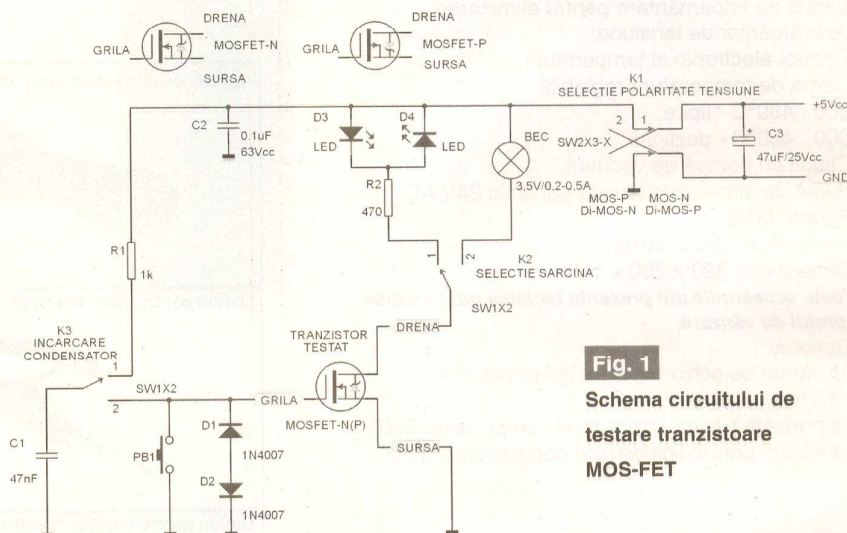 DRENA
GRILA
MOSFET-N
SURSA
DRENA
GRILA
MOSFET-P
SURSA
K1
SELECTIE POLARITATE TENSIUNE
+5Vcc
C2
0.1uF
63Vcc
D3
LED
D4
LED
BEC
3,5V/0,2-0,5A
2
1
SW2X3-X
C3
47uF/25Vcc
GND
R2
470
MOS-P
Di-MOS-N
MOS-N
Di-MOS-P
R1
1k
1
2
K2
SELECTIE SARCINA
SW1X2
K3
INCARCARE
CONDENSATOR
1
SW1X2
2
TRANZISTOR
TESTAT
DRENA
GRILA
MOSFET-N(P)
SURSA
C1
47nF
PB1
D1
1N4007
D2
1N4007
Fig. 1
Schema circuitului de
testare tranzistoare
MOS-FET